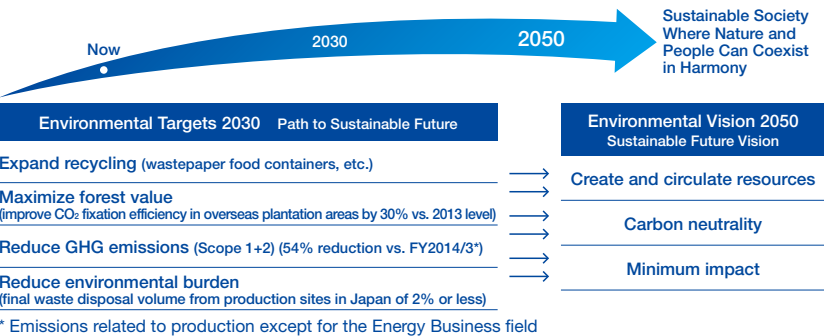 Sustainable Society
Where Nature and
People Can Coexist
in Harmony
Now
2030
2050
Environmental Targets 2030 Path to Sustainable Future
Expand recycling (wastepaper food containers, etc.)
Maximize forest value
(improve CO₂ fixation efficiency in overseas plantation areas by 30% vs. 2013 level)
Reduce GHG emissions (Scope 1+2) (54% reduction vs. FY2014/3*)
Reduce environmental burden
(final waste disposal volume from production sites in Japan of 2% or less)
Environmental Vision 2050
Sustainable Future Vision
Create and circulate resources
Carbon neutrality
Minimum impact
* Emissions related to production except for the Energy Business field